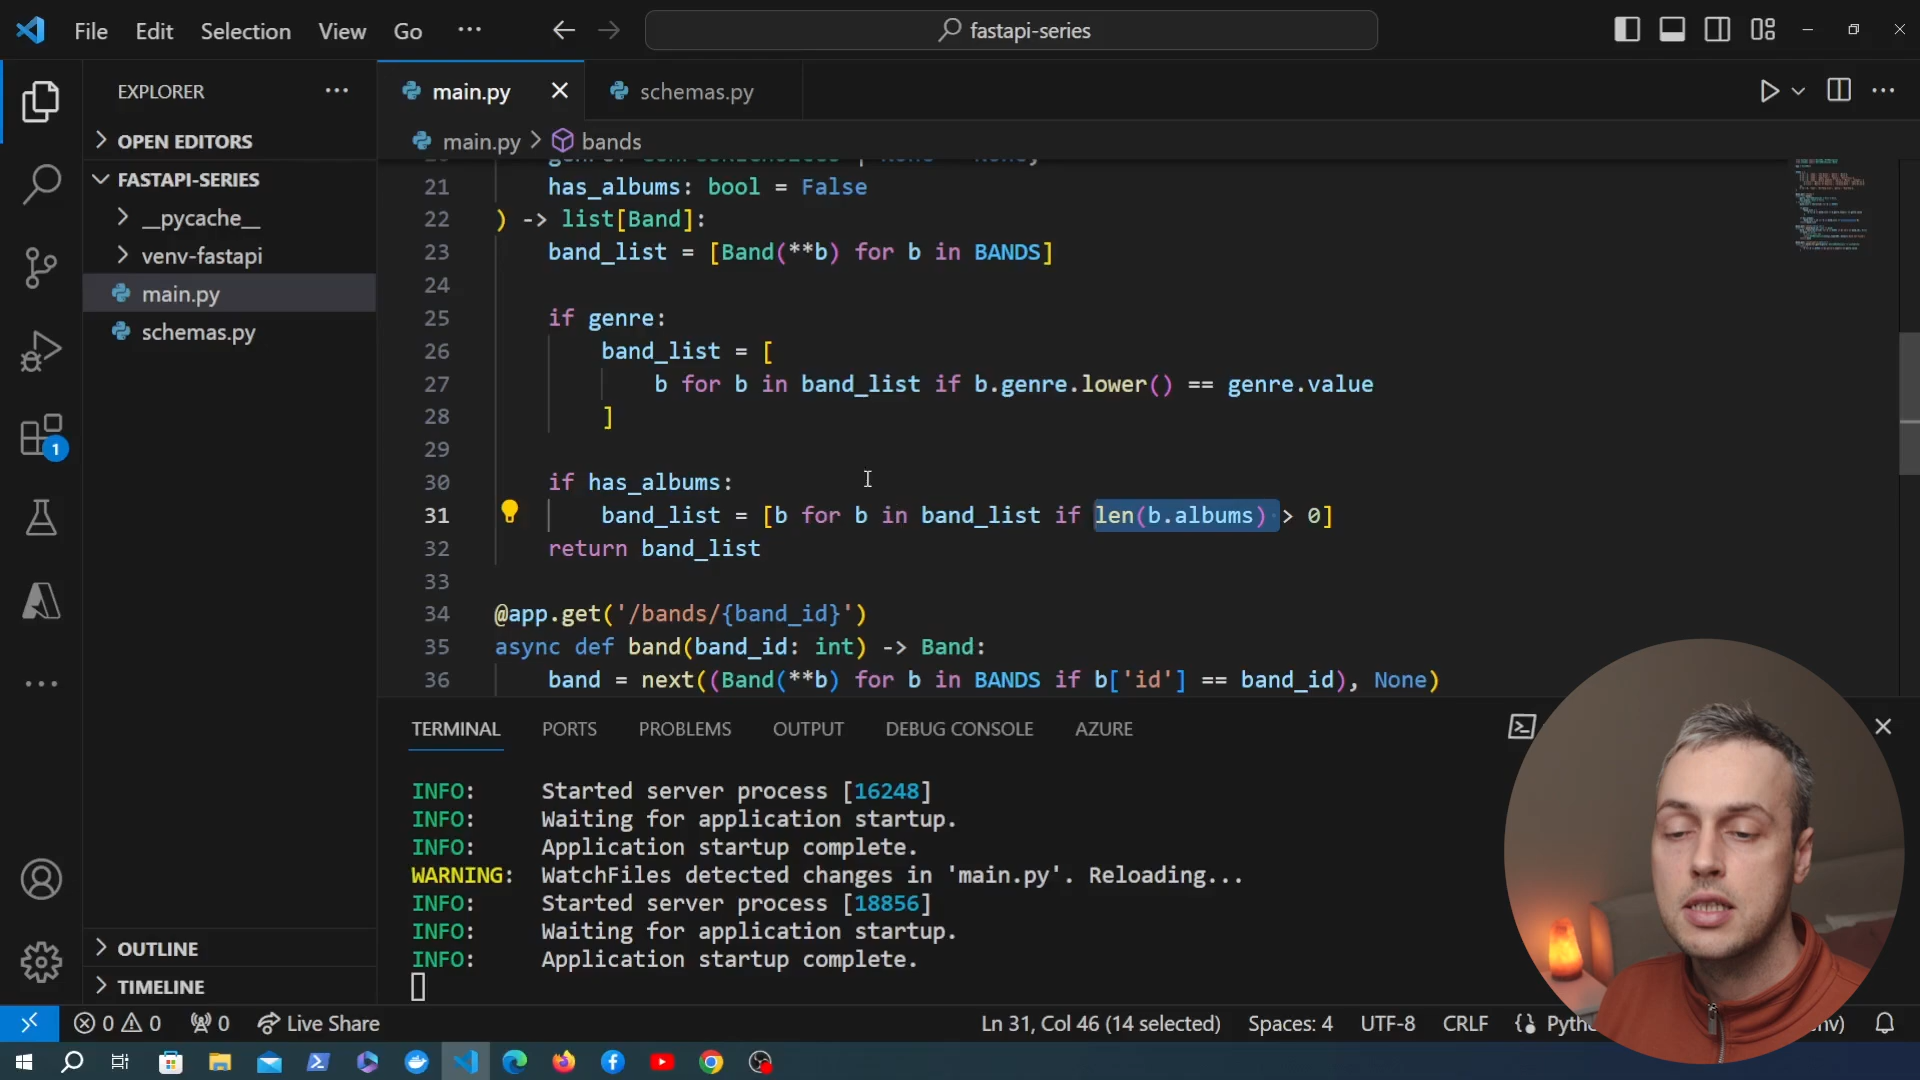 File Edit Selection View Go ... fastapi-series
EXPLORER ...
OPEN EDITORS
FASTAPI-SERIES
__pycache__
venv-fastapi
main.py
schemas.py
OUTLINE
TIMELINE
1
main.py schemas.py
main.py > bands
21 has_albums: bool = False
22 ) -> list[Band]:
23 band_list = [Band(**b) for b in BANDS]
24
25 if genre:
26 band_list = [
27 b for b in band_list if b.genre.lower() == genre.value
28 ]
29
30 if has_albums:
31 band_list = [b for b in band_list if len(b.albums) > 0]
32 return band_list
33
34 @app.get('/bands/{band_id}')
35 async def band(band_id: int) -> Band:
36 band = next((Band(**b) for b in BANDS if b['id'] == band_id), None)
TERMINAL PORTS PROBLEMS OUTPUT DEBUG CONSOLE AZURE
INFO: Started server process [16248]
INFO: Waiting for application startup.
INFO: Application startup complete.
WARNING: WatchFiles detected changes in 'main.py'. Reloading...
INFO: Started server process [18856]
INFO: Waiting for application startup.
INFO: Application startup complete.
0 0 0 Live Share Ln 31, Col 46 (14 selected) Spaces: 4 UTF-8 CRLF